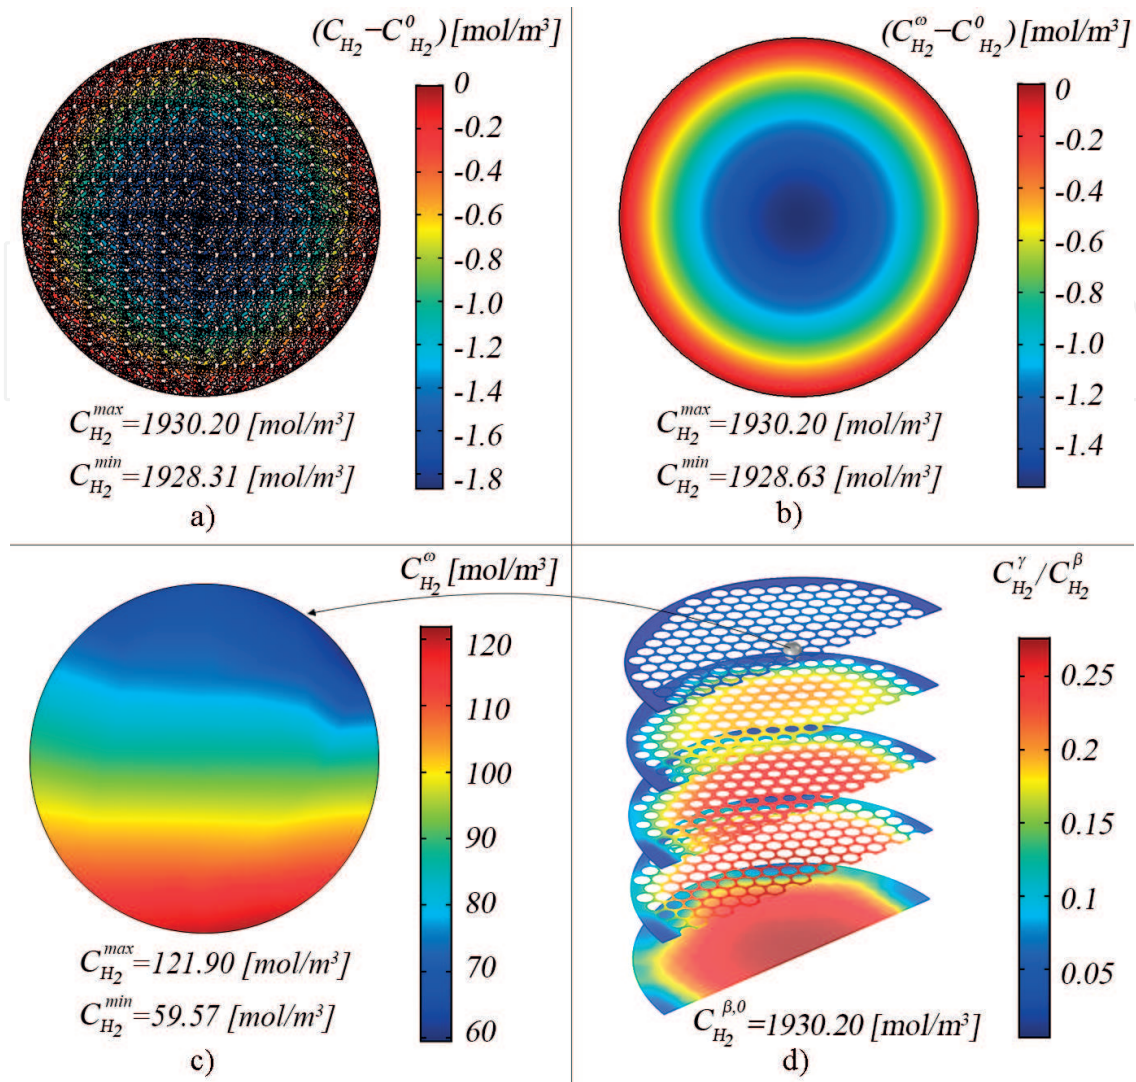 (C_H2 − C^0_H2) [mol/m³]
0
-0.2
-0.4
-0.6
-0.8
-1.0
-1.2
-1.4
-1.6
-1.8
C^max_H2=1930.20 [mol/m³]
C^min_H2=1928.31 [mol/m³]
a)
(C^ω_H2−C^0_H2) [mol/m³]
0
-0.2
-0.4
-0.6
-0.8
-1.0
-1.2
-1.4
C^max_H2=1930.20 [mol/m³]
C^min_H2=1928.63 [mol/m³]
b)
C^ω_H2 [mol/m³]
120
110
100
90
80
70
60
C^max_H2=121.90 [mol/m³]
C^min_H2=59.57 [mol/m³]
c)
C^γ_H2/C^β_H2
0.25
0.2
0.15
0.1
0.05
C^β,0_H2=1930.20 [mol/m³]
d)